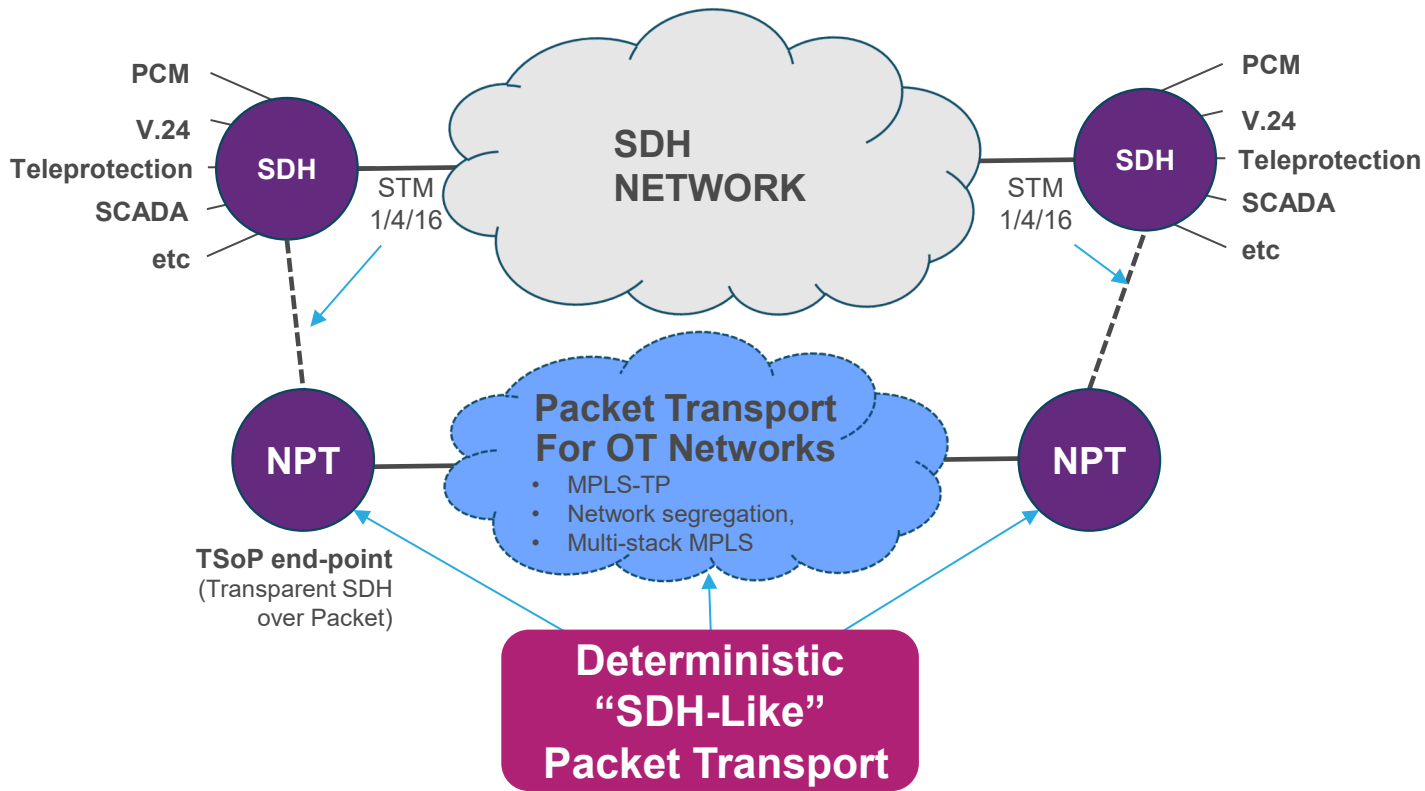 PCM
V.24
Teleprotection
SCADA
etc
SDH
STM
1/4/16
SDH
NETWORK
STM
1/4/16
SDH
PCM
V.24
Teleprotection
SCADA
etc
NPT
TSoP end-point
(Transparent SDH
over Packet)
Packet Transport
For OT Networks
• MPLS-TP
• Network segregation,
• Multi-stack MPLS
NPT
Deterministic
“SDH-Like”
Packet Transport